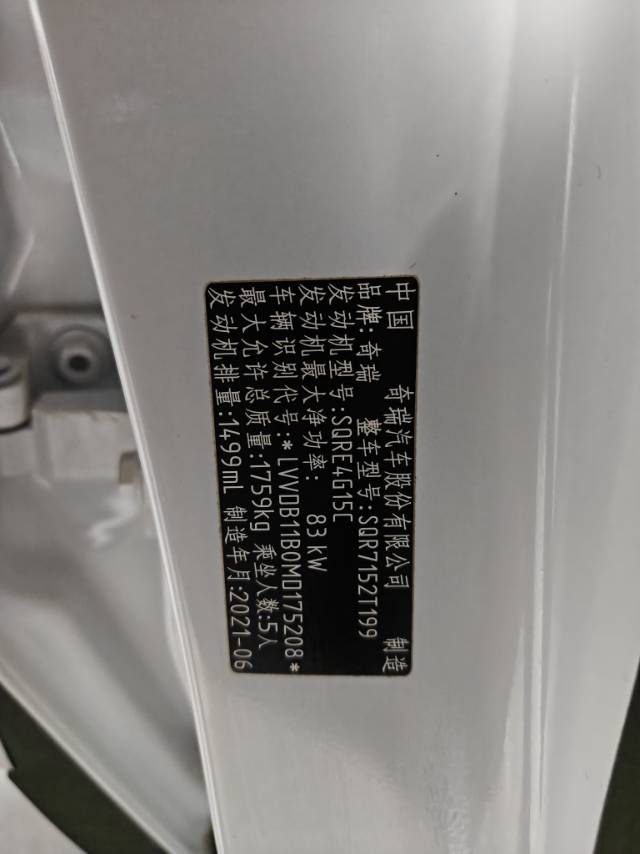 中国 奇瑞汽车股份有限公司 制造
品牌:奇瑞 整车型号:SQR7152T199
发动机型号:SQRE4G15C
发动机最大净功率: 83kW
车辆识别代号:*LVVDB11B0MD175208*
最大允许总质量:1759kg 乘坐人数:5人
发动机排量:1499mL 制造年月:2021-06